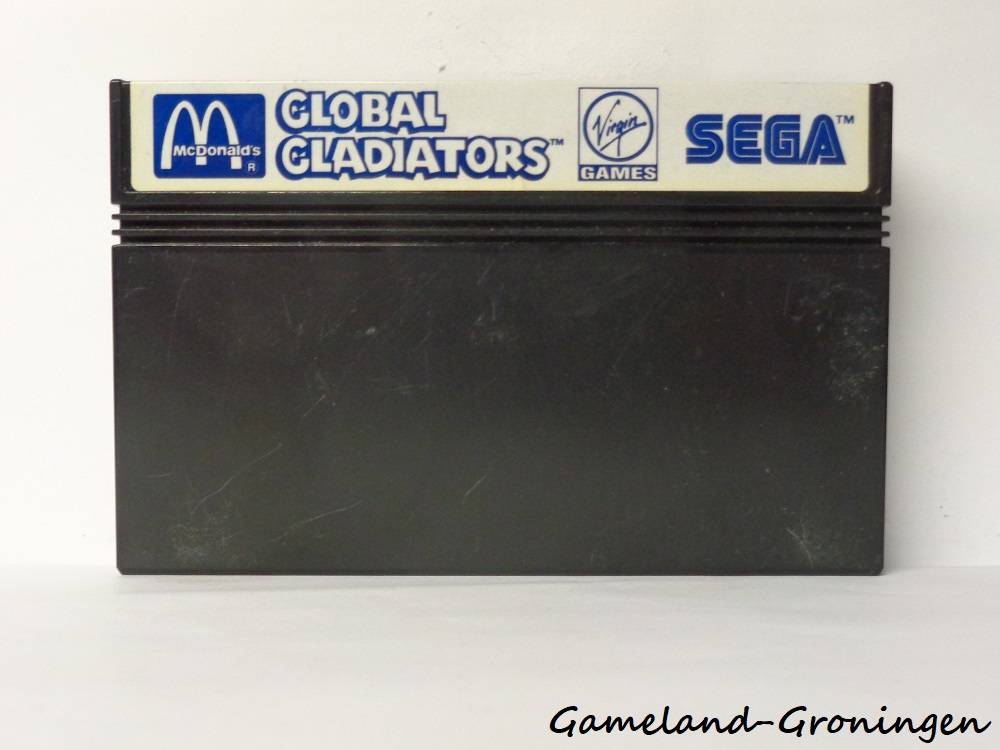 McDonald's
R
GLOBAL
GLADIATORS™
Virgin
GAMES
SEGA™
Gameland-Groningen